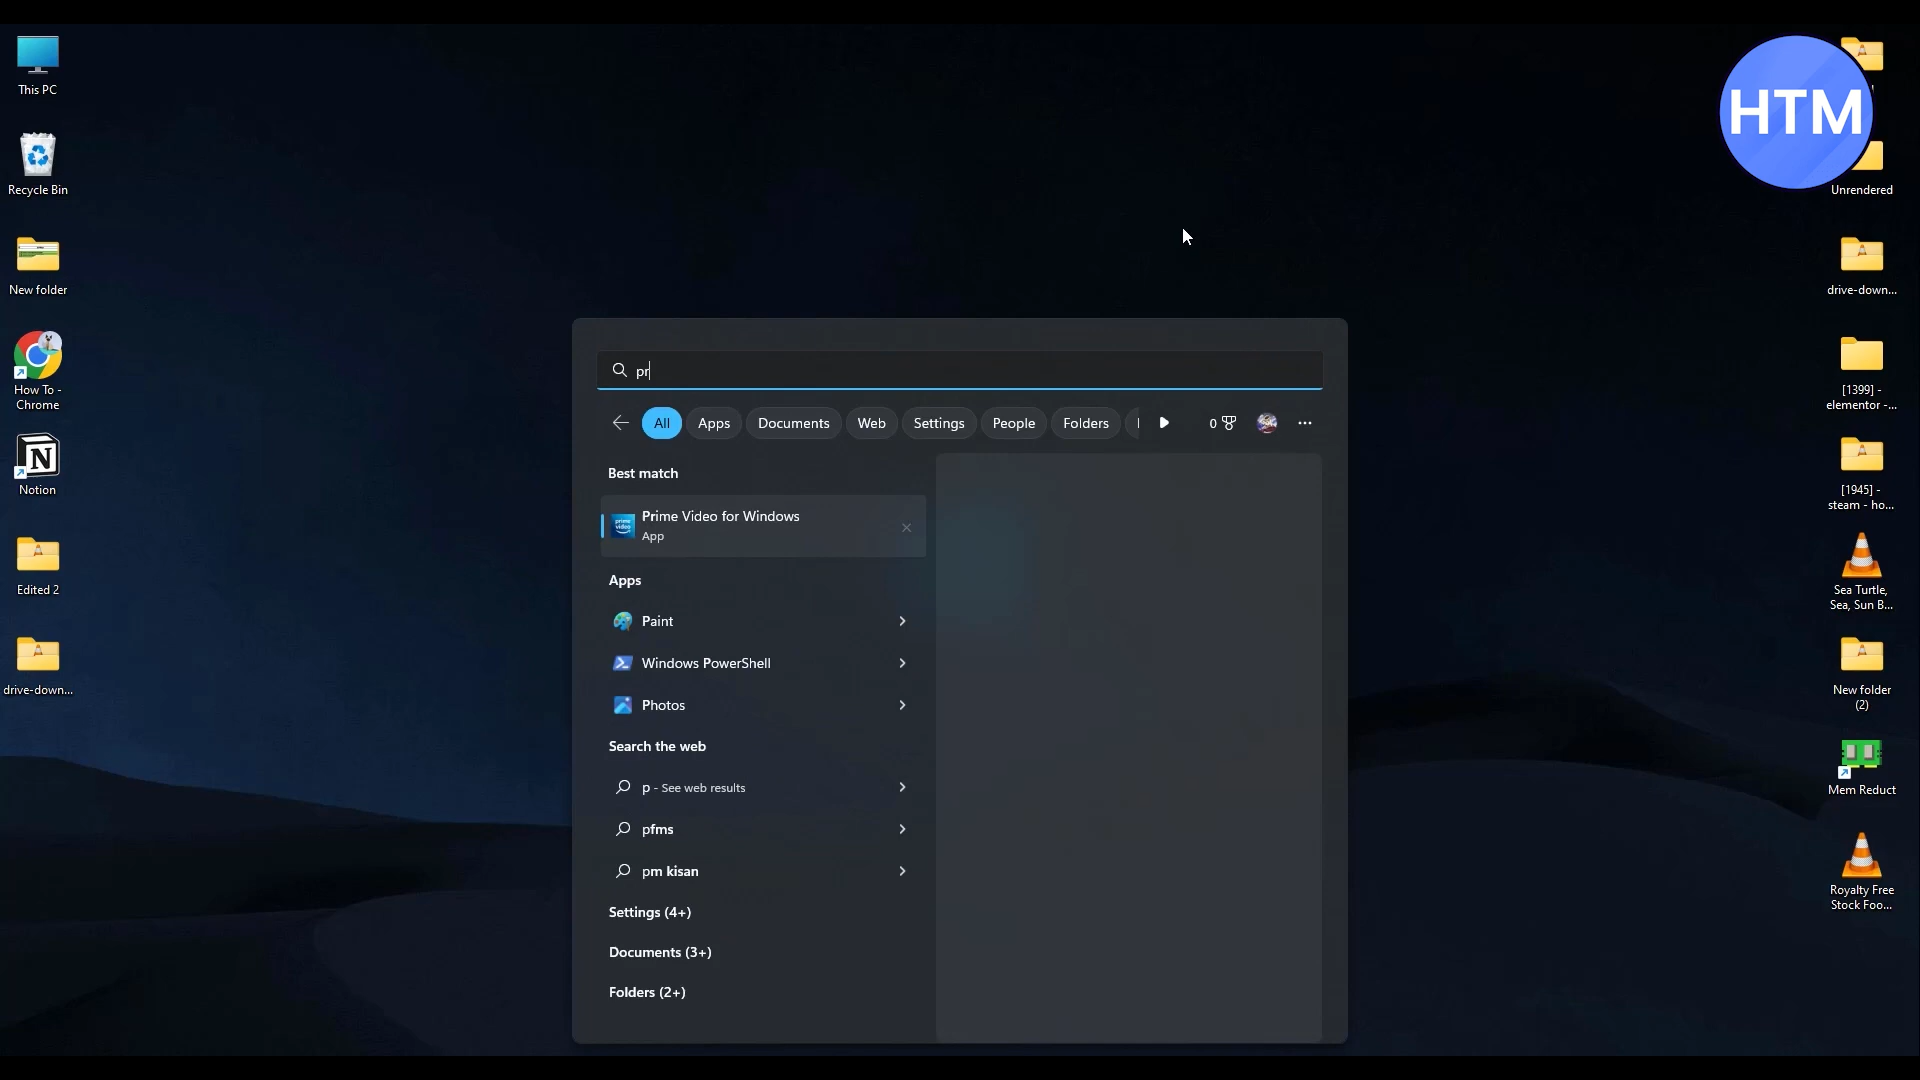 This PC
Recycle Bin
New folder
How To -
Chrome
Notion
Edited 2
drive-down...
HTM
Unrendered
drive-down...
[1399] -
elementor -...
[1945] -
steam - ho...
Sea Turtle,
Sea, Sun B...
New folder
(2)
Mem Reduct
Royalty Free
Stock Foo...
pr
All
Apps
Documents
Web
Settings
People
Folders
0
Best match
prime
video
Prime Video for Windows
App
Apps
Paint
Windows PowerShell
Photos
Search the web
p - See web results
pfms
pm kisan
Settings (4+)
Documents (3+)
Folders (2+)